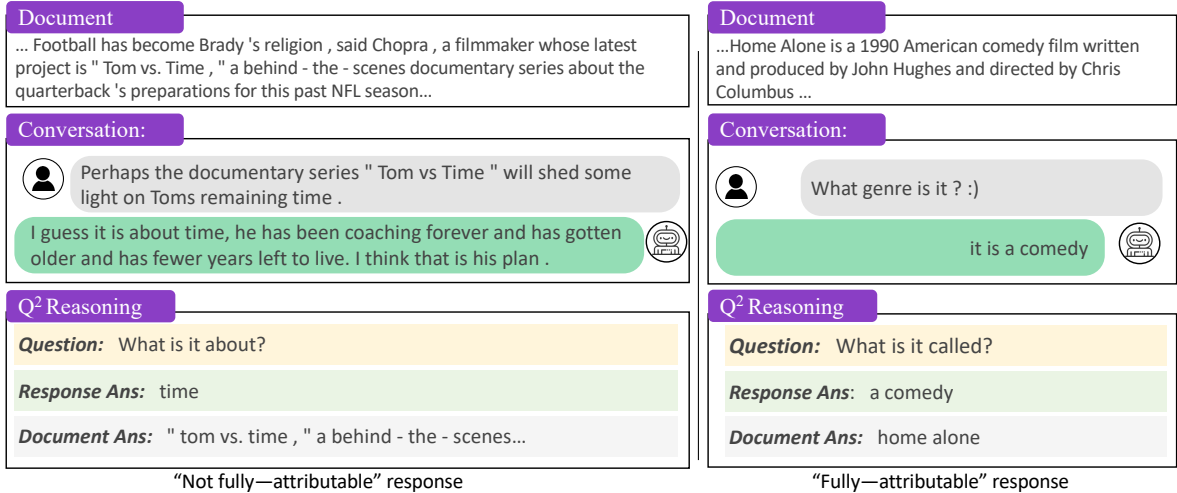 Document
... Football has become Brady 's religion , said Chopra , a filmmaker whose latest
project is " Tom vs. Time , " a behind - the - scenes documentary series about the
quarterback 's preparations for this past NFL season...
Conversation:
Perhaps the documentary series " Tom vs Time " will shed some
light on Toms remaining time .
I guess it is about time, he has been coaching forever and has gotten
older and has fewer years left to live. I think that is his plan .
Q² Reasoning
Question: What is it about?
Response Ans: time
Document Ans: " tom vs. time , " a behind - the - scenes...
“Not fully—attributable” response
Document
...Home Alone is a 1990 American comedy film written
and produced by John Hughes and directed by Chris
Columbus ...
Conversation:
What genre is it ? :)
it is a comedy
Q² Reasoning
Question: What is it called?
Response Ans: a comedy
Document Ans: home alone
“Fully—attributable” response